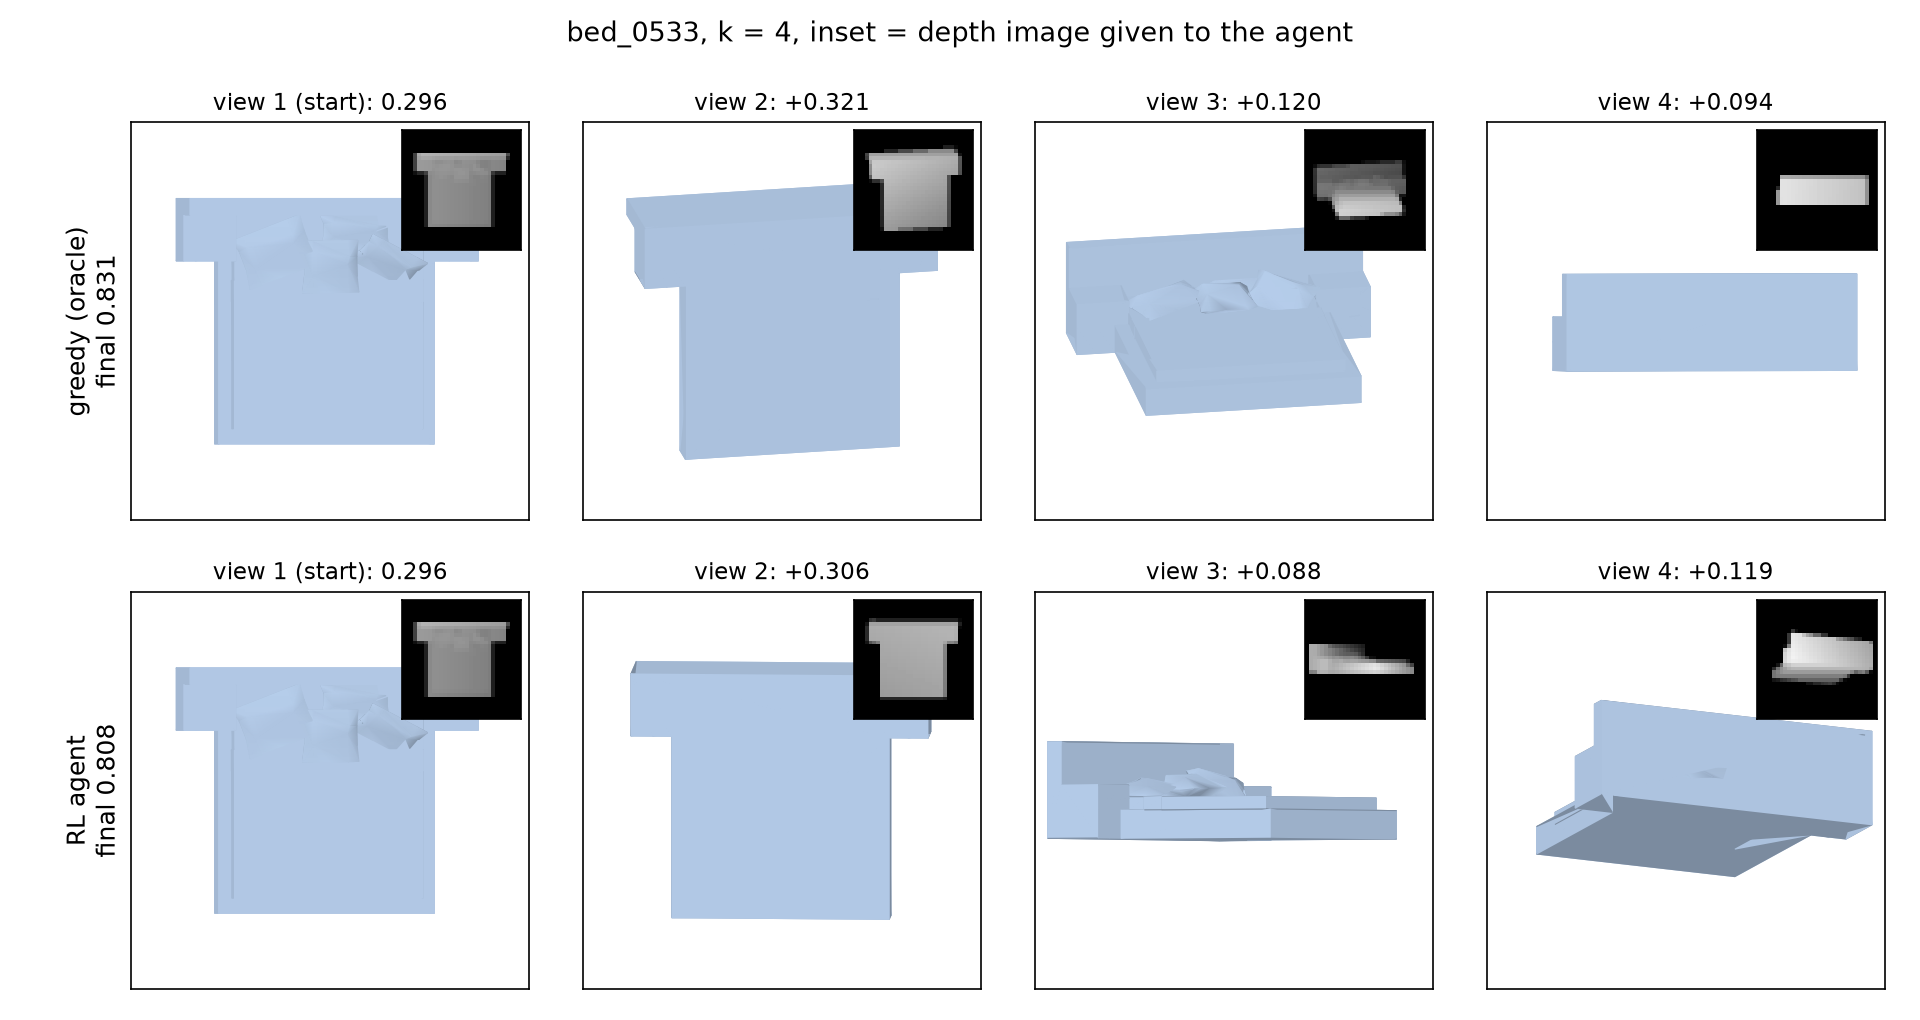 bed_0533, k = 4, inset = depth image given to the agent
view 1 (start): 0.296
view 2: +0.321
view 3: +0.120
view 4: +0.094
greedy (oracle)
final 0.831
view 1 (start): 0.296
view 2: +0.306
view 3: +0.088
view 4: +0.119
RL agent
final 0.808